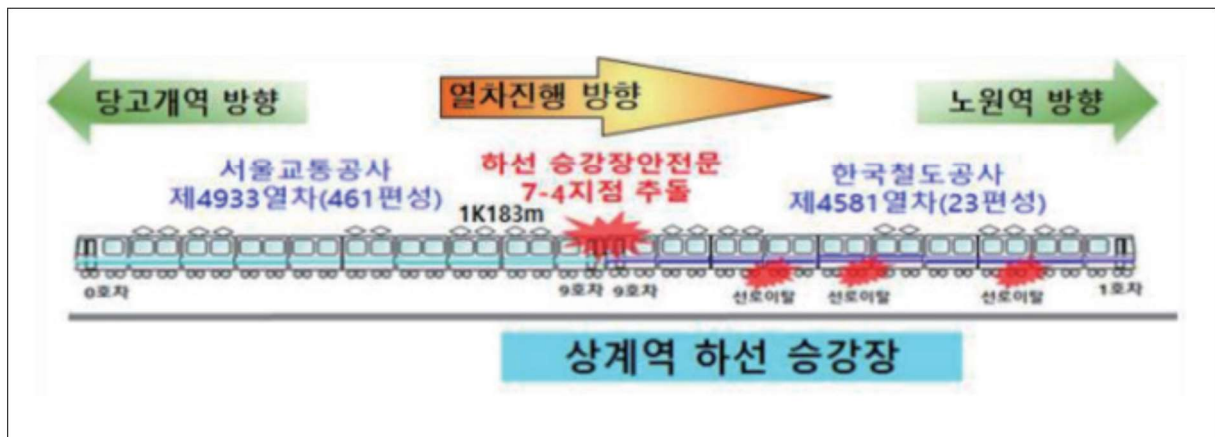 당고개역 방향
열차진행 방향
노원역 방향
서울교통공사
제4933열차(461편성)
하선 승강장안전문
7-4지점 추돌
한국철도공사
제4581열차(23편성)
1K183m
0호차
9호차
9호차
선로이탈
선로이탈
선로이탈
1호차
상계역 하선 승강장